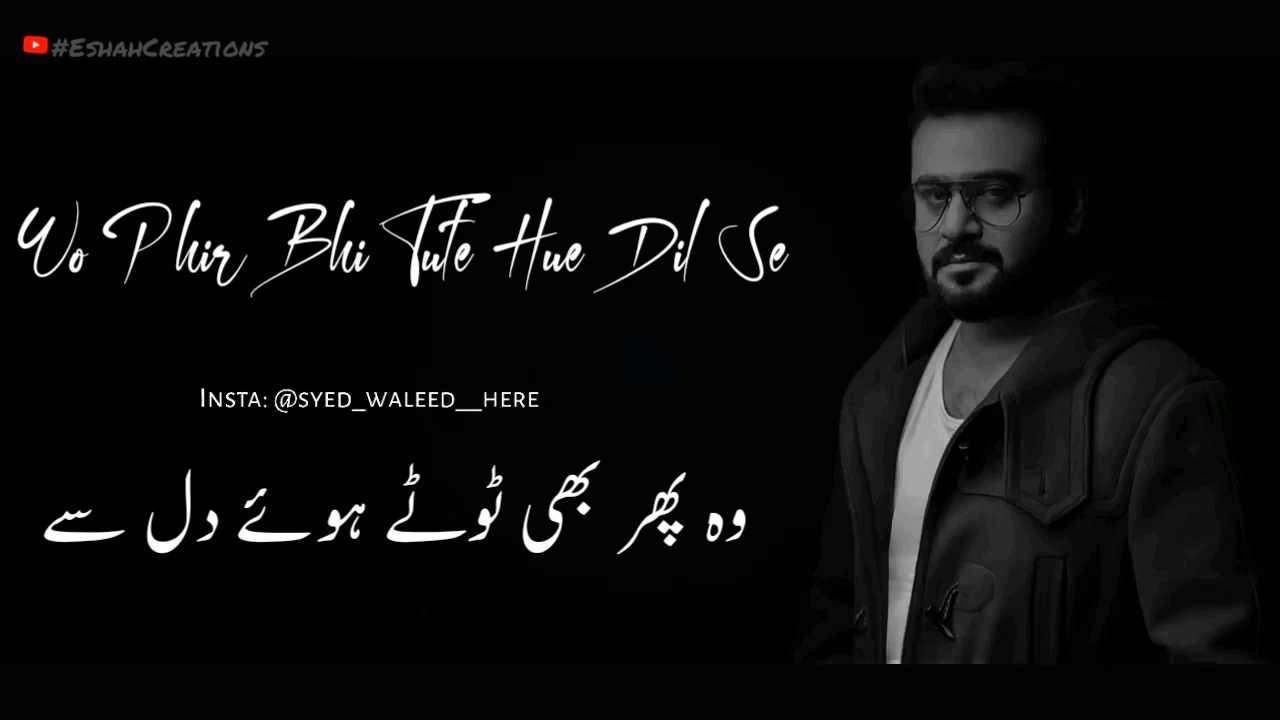 #EshahCreations
Wo Phir Bhi Tute Hue Dil Se
Insta: @syed_waleed__here
وہ پھر بھی ٹوٹے ہوئے دل سے